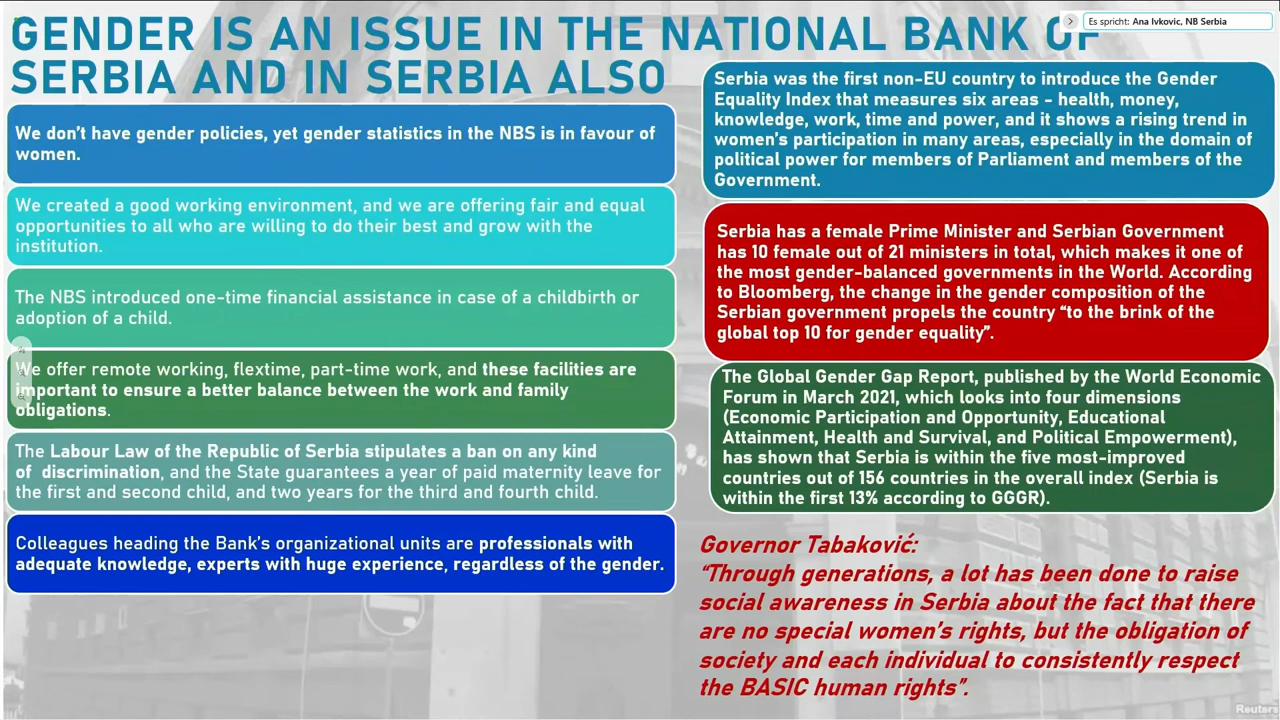 GENDER IS AN ISSUE IN THE NATIONAL BANK OF
SERBIA AND IN SERBIA ALSO
Es spricht: Ana Ivkovic, NB Serbia
We don't have gender policies, yet gender statistics in the NBS is in favour of
women.
We created a good working environment, and we are offering fair and equal
opportunities to all who are willing to do their best and grow with the
institution.
The NBS introduced one-time financial assistance in case of a childbirth or
adoption of a child.
We offer remote working, flextime, part-time work, and these facilities are
important to ensure a better balance between the work and family
obligations.
The Labour Law of the Republic of Serbia stipulates a ban on any kind
of discrimination, and the State guarantees a year of paid maternity leave for
the first and second child, and two years for the third and fourth child.
Colleagues heading the Bank's organizational units are professionals with
adequate knowledge, experts with huge experience, regardless of the gender.
Serbia was the first non-EU country to introduce the Gender
Equality Index that measures six areas - health, money,
knowledge, work, time and power, and it shows a rising trend in
women's participation in many areas, especially in the domain of
political power for members of Parliament and members of the
Government.
Serbia has a female Prime Minister and Serbian Government
has 10 female out of 21 ministers in total, which makes it one of
the most gender-balanced governments in the World. According
to Bloomberg, the change in the gender composition of the
Serbian government propels the country “to the brink of the
global top 10 for gender equality”.
The Global Gender Gap Report, published by the World Economic
Forum in March 2021, which looks into four dimensions
(Economic Participation and Opportunity, Educational
Attainment, Health and Survival, and Political Empowerment),
has shown that Serbia is within the five most-improved
countries out of 156 countries in the overall index (Serbia is
within the first 13% according to GGGR).
Governor Tabaković:
“Through generations, a lot has been done to raise
social awareness in Serbia about the fact that there
are no special women's rights, but the obligation of
society and each individual to consistently respect
the BASIC human rights”.
Reuters